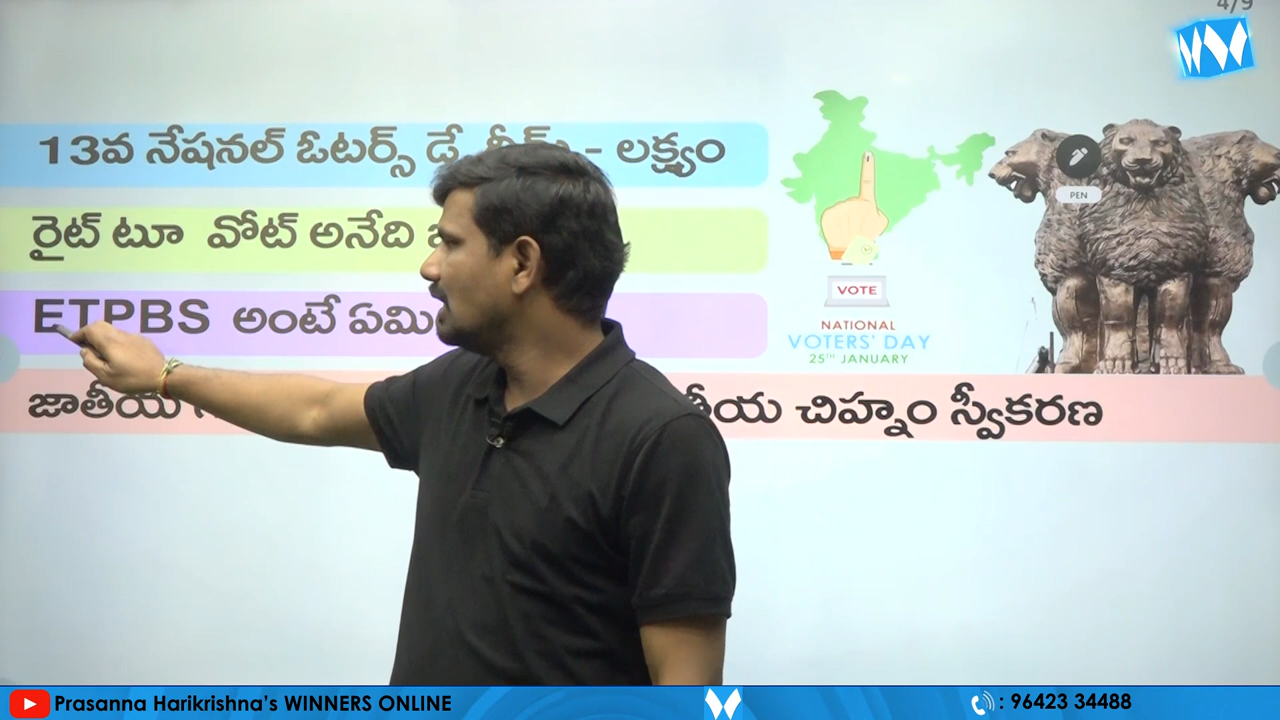 4/9
13వ నేషనల్ ఓటర్స్ డే థీమ్ - లక్ష్యం
రైట్ టూ వోట్ అనేది
ETPBS అంటే ఏమి
జాతీయ
తీయ చిహ్నం స్వీకరణ
PEN
VOTE
NATIONAL
VOTERS' DAY
25TH JANUARY
Prasanna Harikrishna's WINNERS ONLINE
: 96423 34488